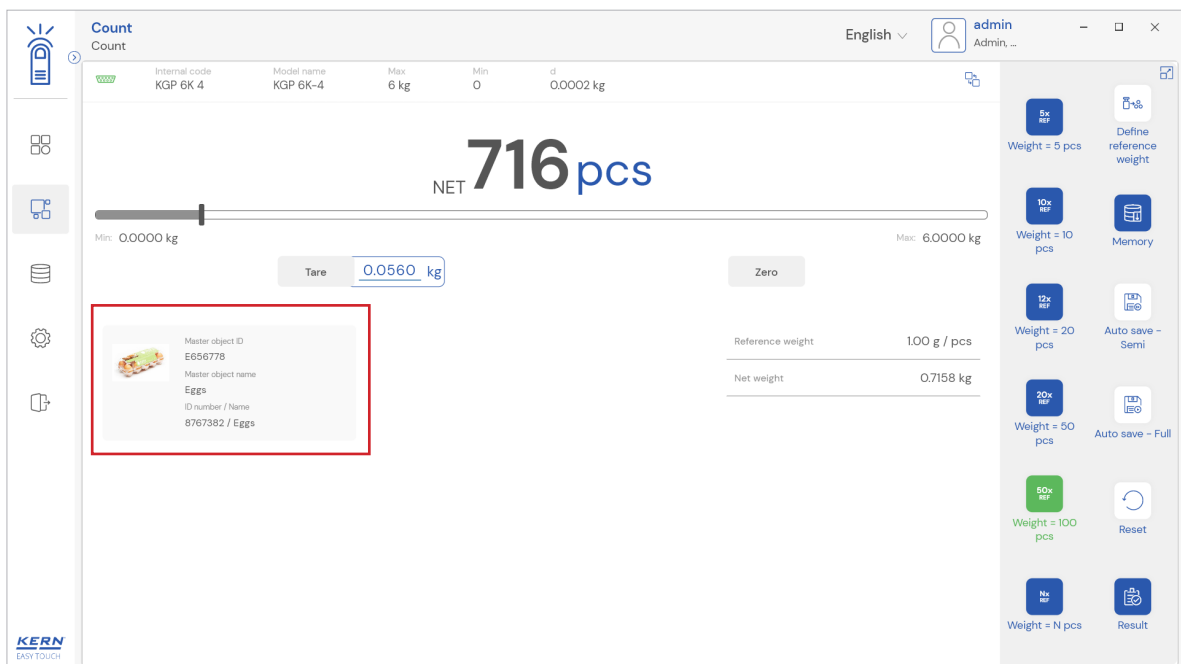 Count
Count
English
admin
Admin, ...
Internal code
KGP 6K 4
Model name
KGP 6K-4
Max
6 kg
Min
0
d
0.0002 kg
NET 716 pcs
Min: 0.0000 kg
Max: 6.0000 kg
Tare
0.0560 kg
Zero
Master object ID
E656778
Master object name
Eggs
ID number / Name
8767382 / Eggs
Reference weight
1.00 g / pcs
Net weight
0.7158 kg
5x
REF
Weight = 5 pcs
Define
reference
weight
10x
REF
Weight = 10
pcs
Memory
12x
REF
Weight = 20
pcs
Auto save -
Semi
20x
REF
Weight = 50
pcs
Auto save - Full
50x
REF
Weight = 100
pcs
Reset
Nx
REF
Weight = N pcs
Result
KERN
EASY TOUCH